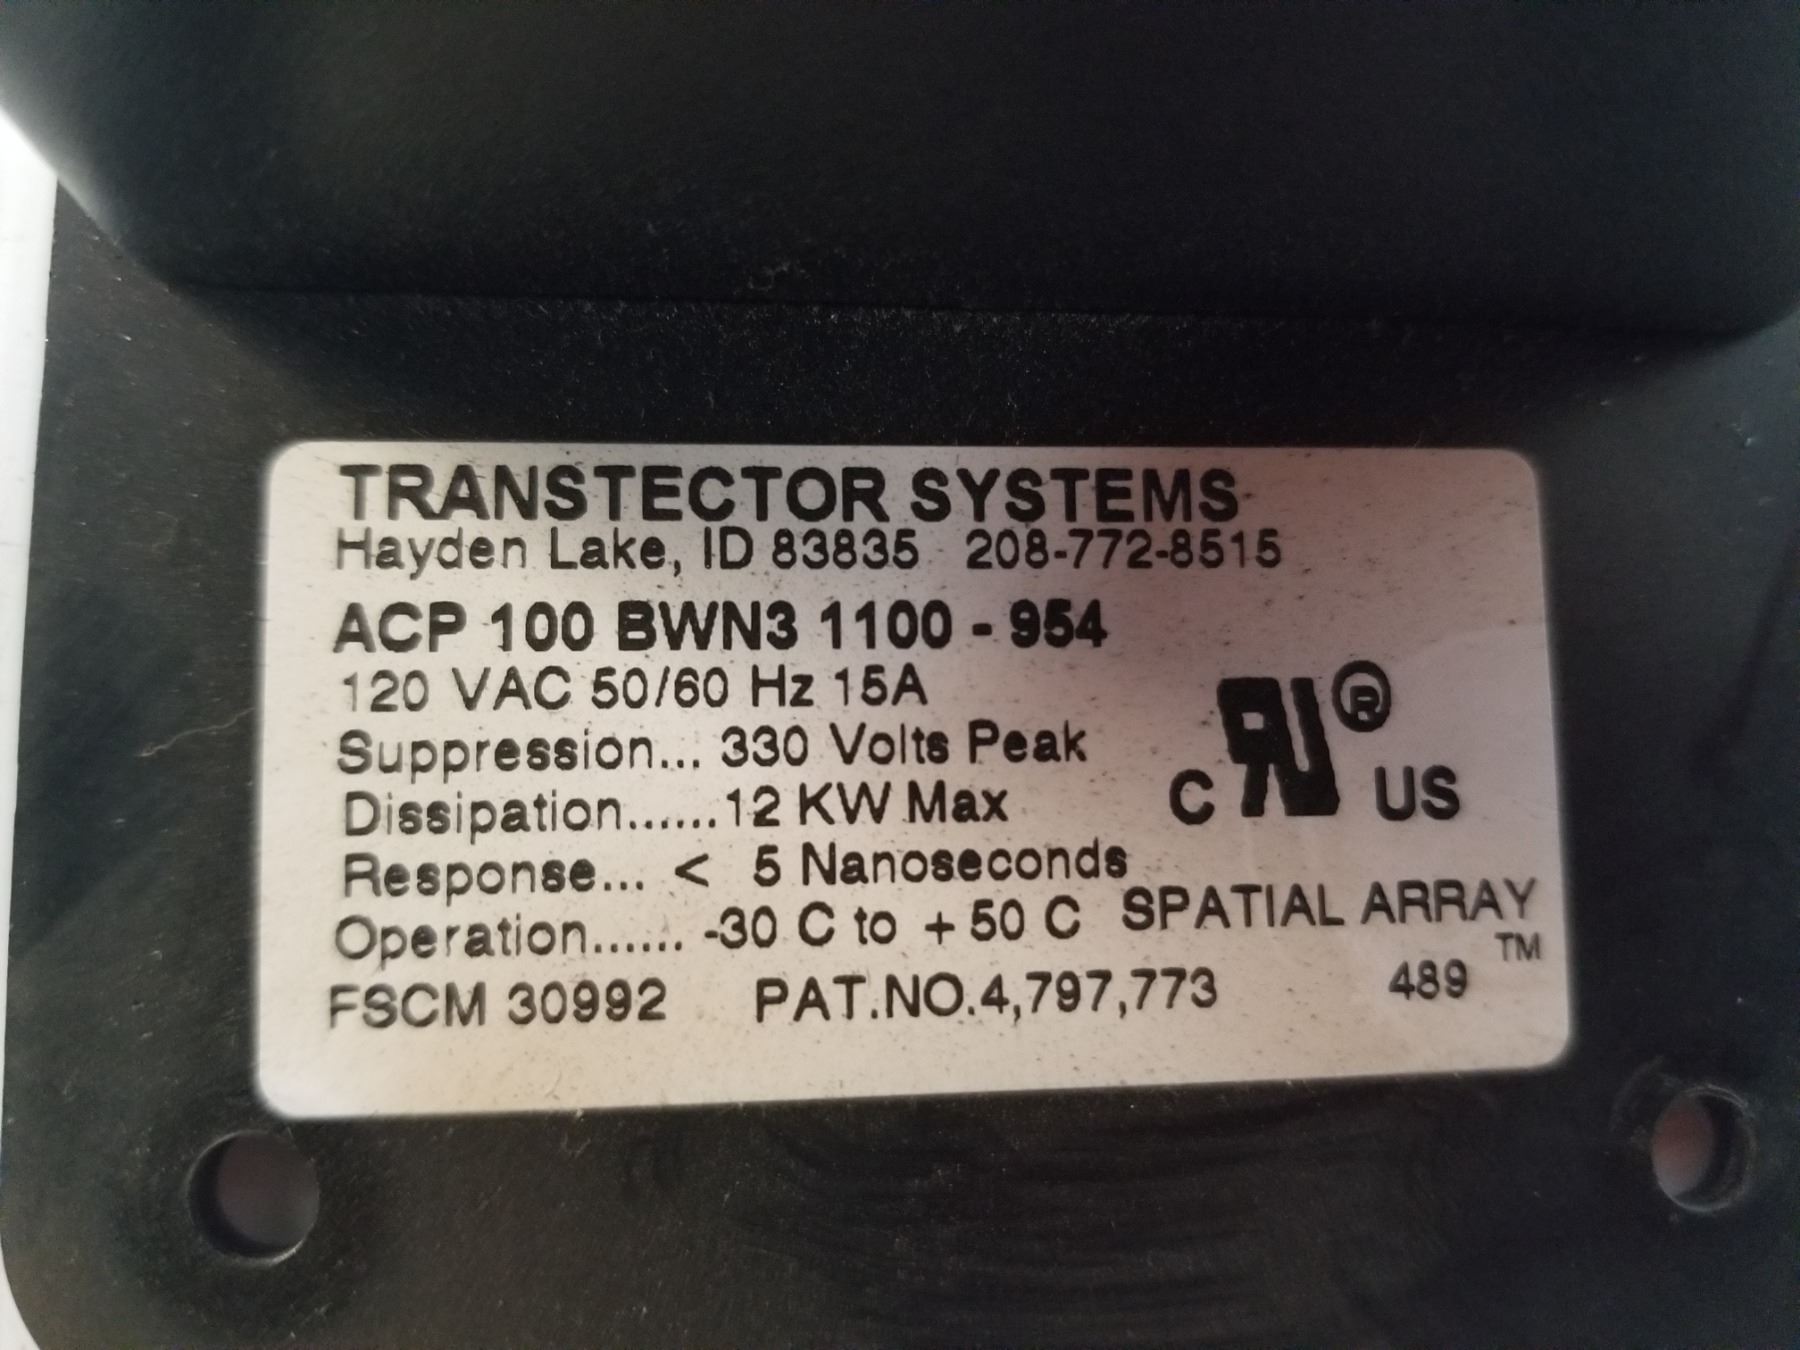 TRANSTECTOR SYSTEMS
Hayden Lake, ID 83835 208-772-8515
ACP 100 BWN3 1100 - 954
120 VAC 50/60 Hz 15A
Suppression... 330 Volts Peak
Dissipation......12 KW Max
Response... < 5 Nanoseconds
Operation...... -30 C to + 50 C
FSCM 30992 PAT.NO.4,797,773
C RU ® US
SPATIAL ARRAY
TM
489